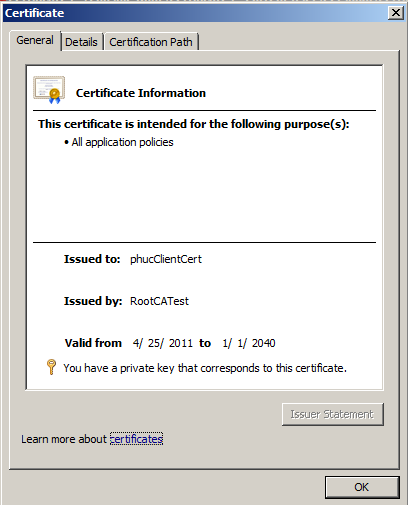 Certificate
General Details Certification Path
Certificate Information
This certificate is intended for the following purpose(s):
• All application policies
Issued to: phucClientCert
Issued by: RootCATest
Valid from 4/ 25/ 2011 to 1/ 1/ 2040
You have a private key that corresponds to this certificate.
Issuer Statement
Learn more about certificates
OK